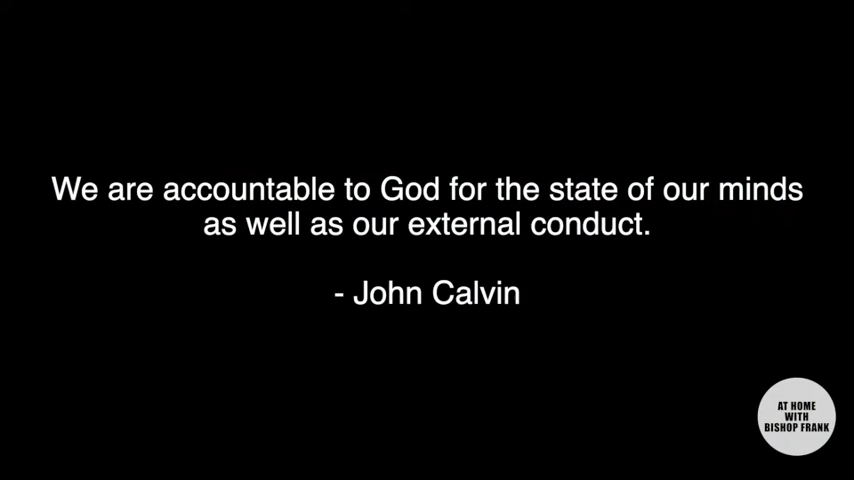 We are accountable to God for the state of our minds
as well as our external conduct.
- John Calvin
AT HOME
WITH
BISHOP FRANK